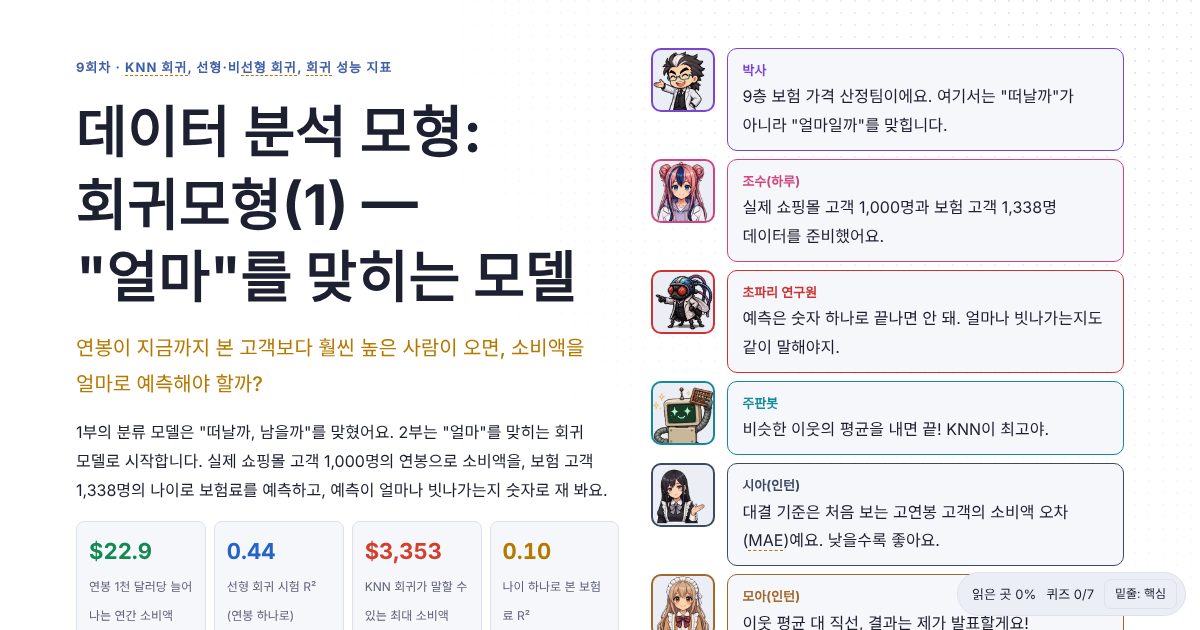 9회차 · KNN 회귀, 선형·비선형 회귀, 회귀 성능 지표
데이터 분석 모형:
회귀모형(1) —
"얼마"를 맞히는 모델
연봉이 지금까지 본 고객보다 훨씬 높은 사람이 오면, 소비액을
얼마로 예측해야 할까?
1부의 분류 모델은 "떠날까, 남을까"를 맞혔어요. 2부는 "얼마"를 맞히는 회귀
모델로 시작합니다. 실제 쇼핑몰 고객 1,000명의 연봉으로 소비액을, 보험 고객
1,338명의 나이로 보험료를 예측하고, 예측이 얼마나 빗나가는지 숫자로 재 봐요.
$22.9
연봉 1천 달러당 늘어
나는 연간 소비액
0.44
선형 회귀 시험 R²
(연봉 하나로)
$3,353
KNN 회귀가 말할 수
있는 최대 소비액
0.10
나이 하나로 본 보험
료 R²
박사
9층 보험 가격 산정팀이에요. 여기서는 "떠날까"가
아니라 "얼마일까"를 맞힙니다.
조수(하루)
실제 쇼핑몰 고객 1,000명과 보험 고객 1,338명
데이터를 준비했어요.
초파리 연구원
예측은 숫자 하나로 끝나면 안 돼. 얼마나 빗나가는지도
같이 말해야지.
주판봇
비슷한 이웃의 평균을 내면 끝! KNN이 최고야.
시아(인턴)
대결 기준은 처음 보는 고연봉 고객의 소비액 오차
(MAE)예요. 낮을수록 좋아요.
모아(인턴)
이웃 평균 대 직선, 결과는 제가 발표할게요!
읽은 곳 0% 퀴즈 0/7 밑줄: 핵심